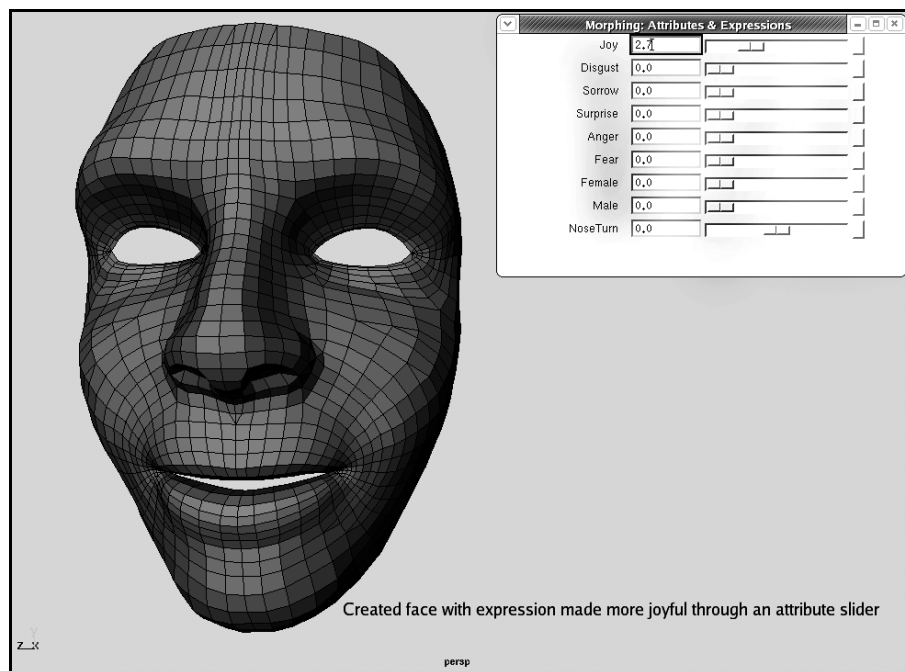 Morphing: Attributes & Expressions
Joy 2.7
Disgust 0.0
Sorrow 0.0
Surprise 0.0
Anger 0.0
Fear 0.0
Female 0.0
Male 0.0
NoseTurn 0.0
Created face with expression made more joyful through an attribute slider
Y
Z X
persp